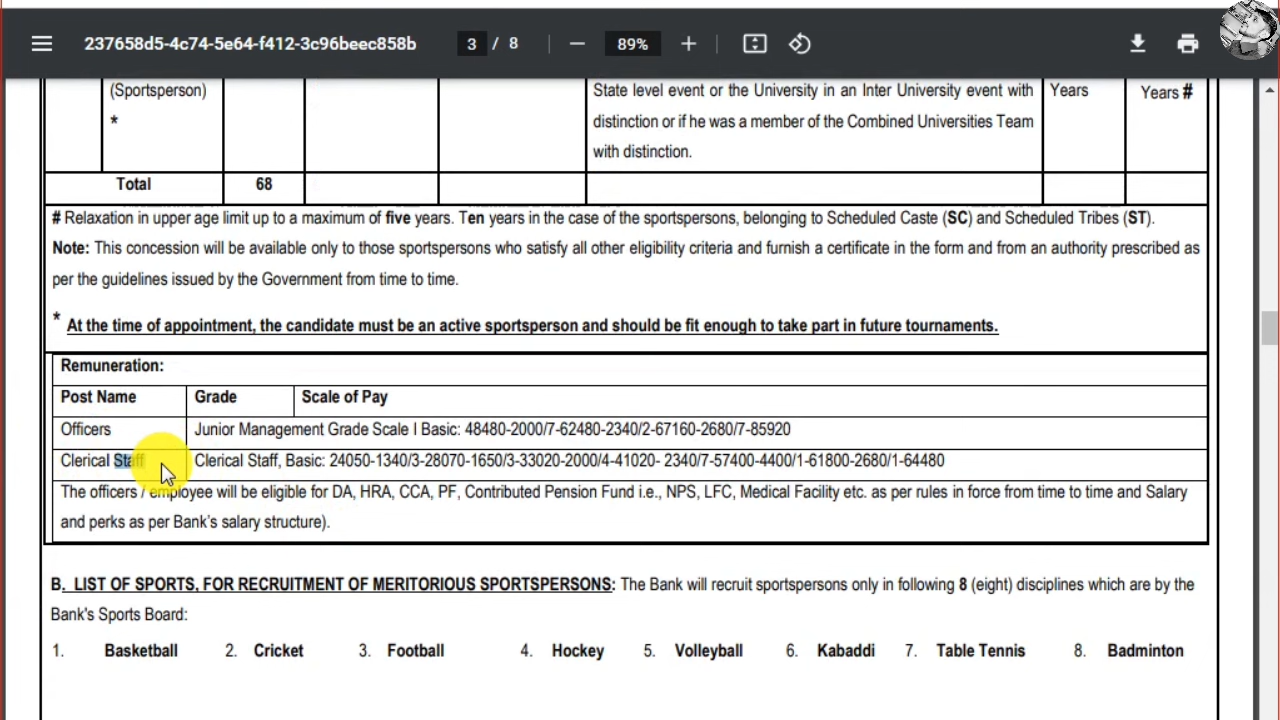 237658d5-4c74-5e64-f412-3c96beec858b 3 / 8 89%
(Sportsperson) * State level event or the University in an Inter University event with distinction or if he was a member of the Combined Universities Team with distinction. Years Years #
Total 68
# Relaxation in upper age limit up to a maximum of five years. Ten years in the case of the sportspersons, belonging to Scheduled Caste (SC) and Scheduled Tribes (ST).
Note: This concession will be available only to those sportspersons who satisfy all other eligibility criteria and furnish a certificate in the form and from an authority prescribed as
per the guidelines issued by the Government from time to time.
* At the time of appointment, the candidate must be an active sportsperson and should be fit enough to take part in future tournaments.
Remuneration:
Post Name Grade Scale of Pay
Officers Junior Management Grade Scale I Basic: 48480-2000/7-62480-2340/2-67160-2680/7-85920
Clerical Staff Clerical Staff, Basic: 24050-1340/3-28070-1650/3-33020-2000/4-41020- 2340/7-57400-4400/1-61800-2680/1-64480
The officers / employee will be eligible for DA, HRA, CCA, PF, Contributed Pension Fund i.e., NPS, LFC, Medical Facility etc. as per rules in force from time to time and Salary
and perks as per Bank's salary structure).
B. LIST OF SPORTS, FOR RECRUITMENT OF MERITORIOUS SPORTSPERSONS: The Bank will recruit sportspersons only in following 8 (eight) disciplines which are by the
Bank's Sports Board:
1. Basketball 2. Cricket 3. Football 4. Hockey 5. Volleyball 6. Kabaddi 7. Table Tennis 8. Badminton